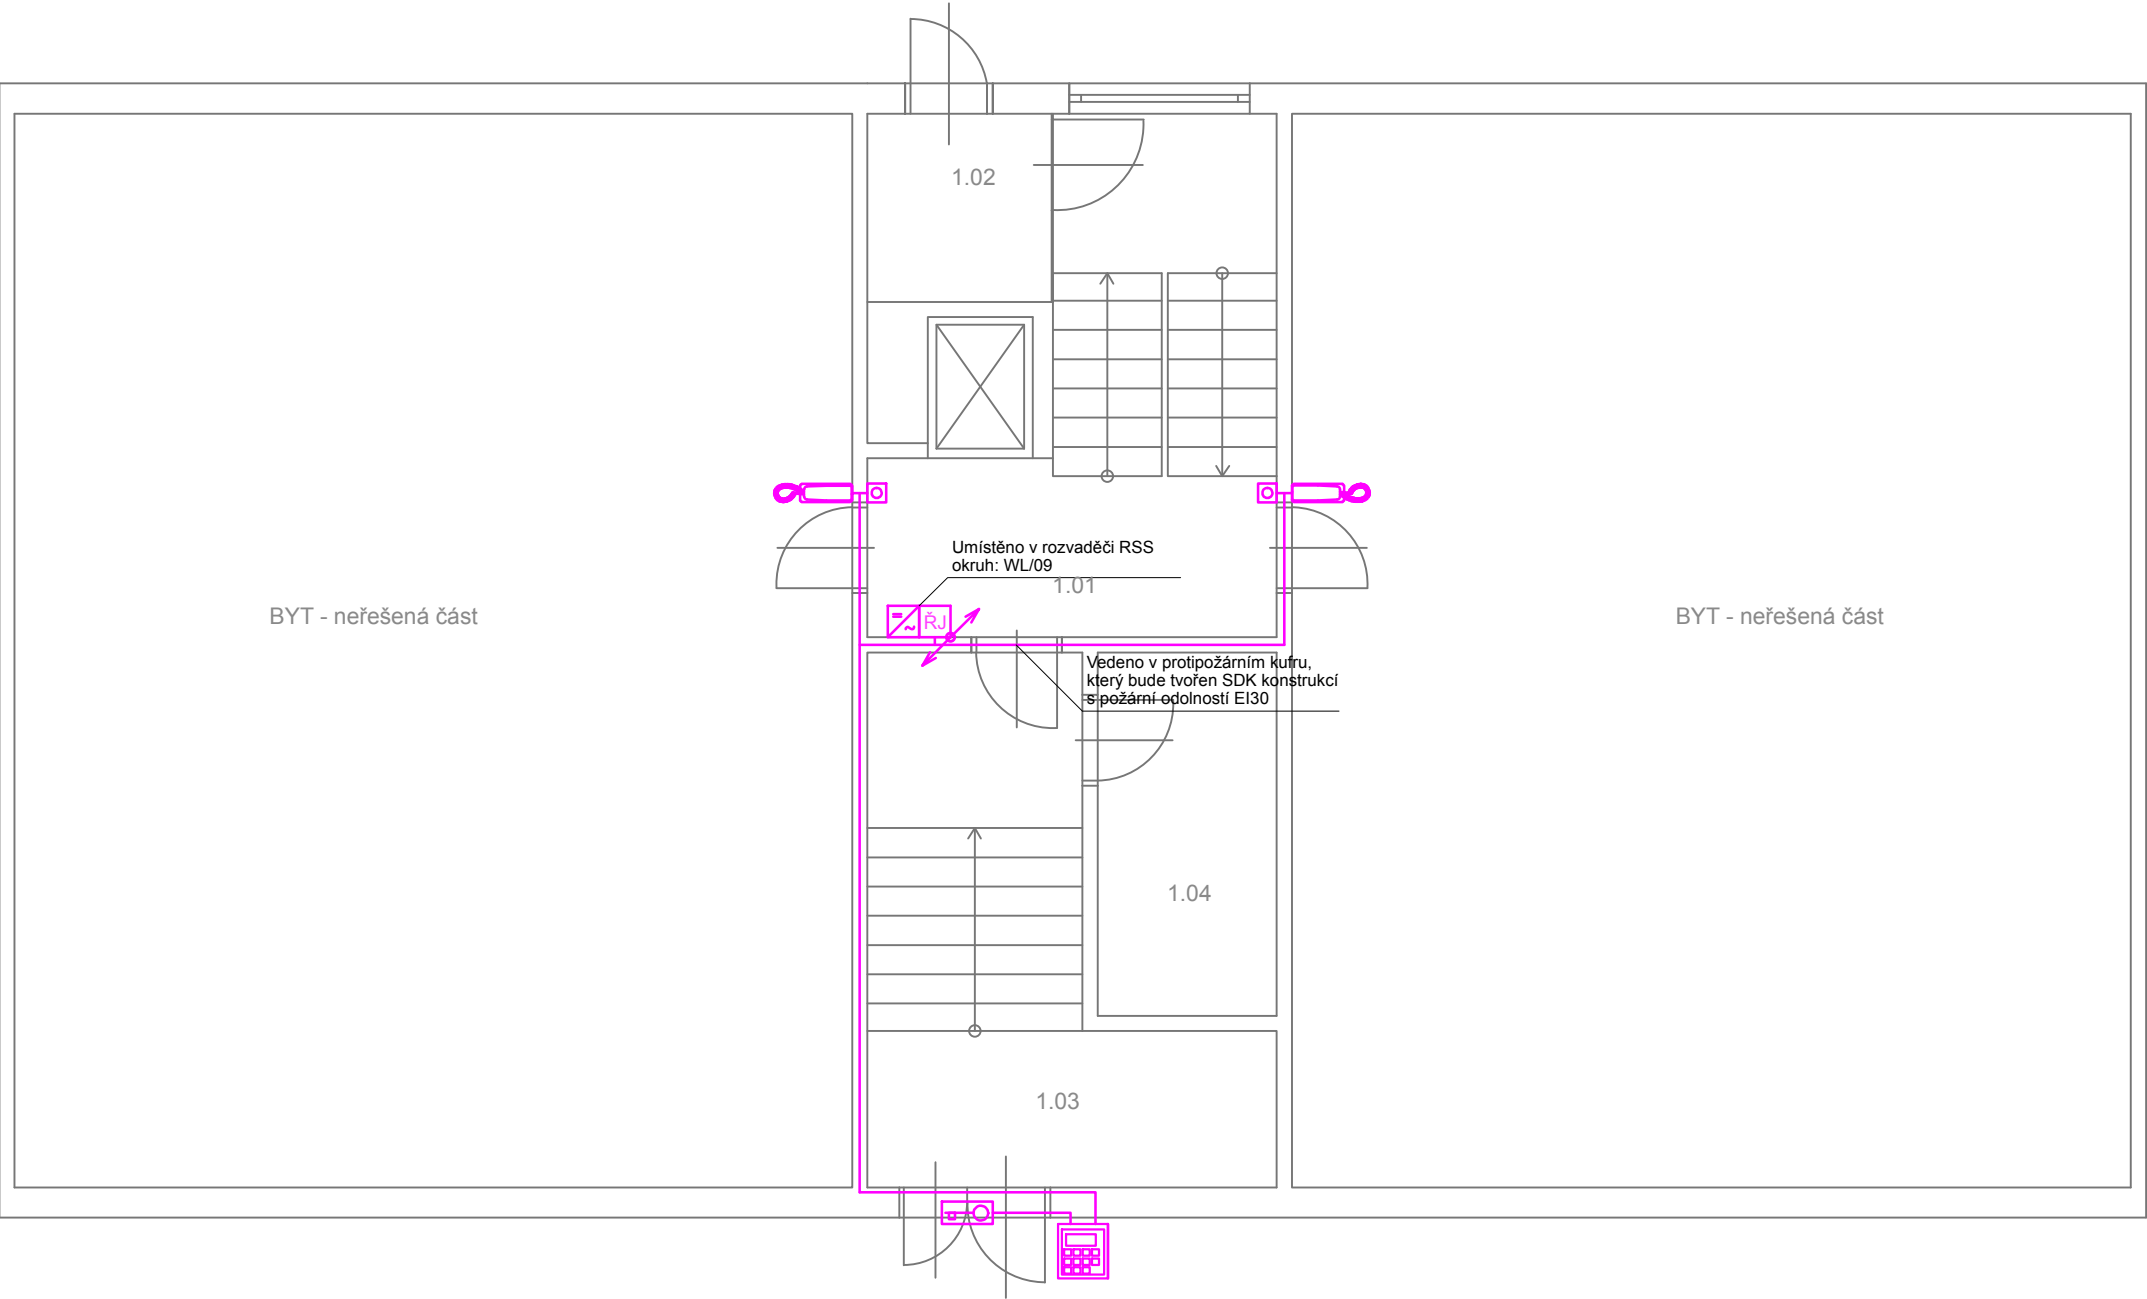 1.02
Umístěno v rozvaděči RSS
okruh: WL/09
1.01
BYT - neřešená část
BYT - neřešená část
=
~
ŘJ
Vedeno v protipožárním kufru,
který bude tvořen SDK konstrukcí
s požární odolností EI30
1.04
1.03